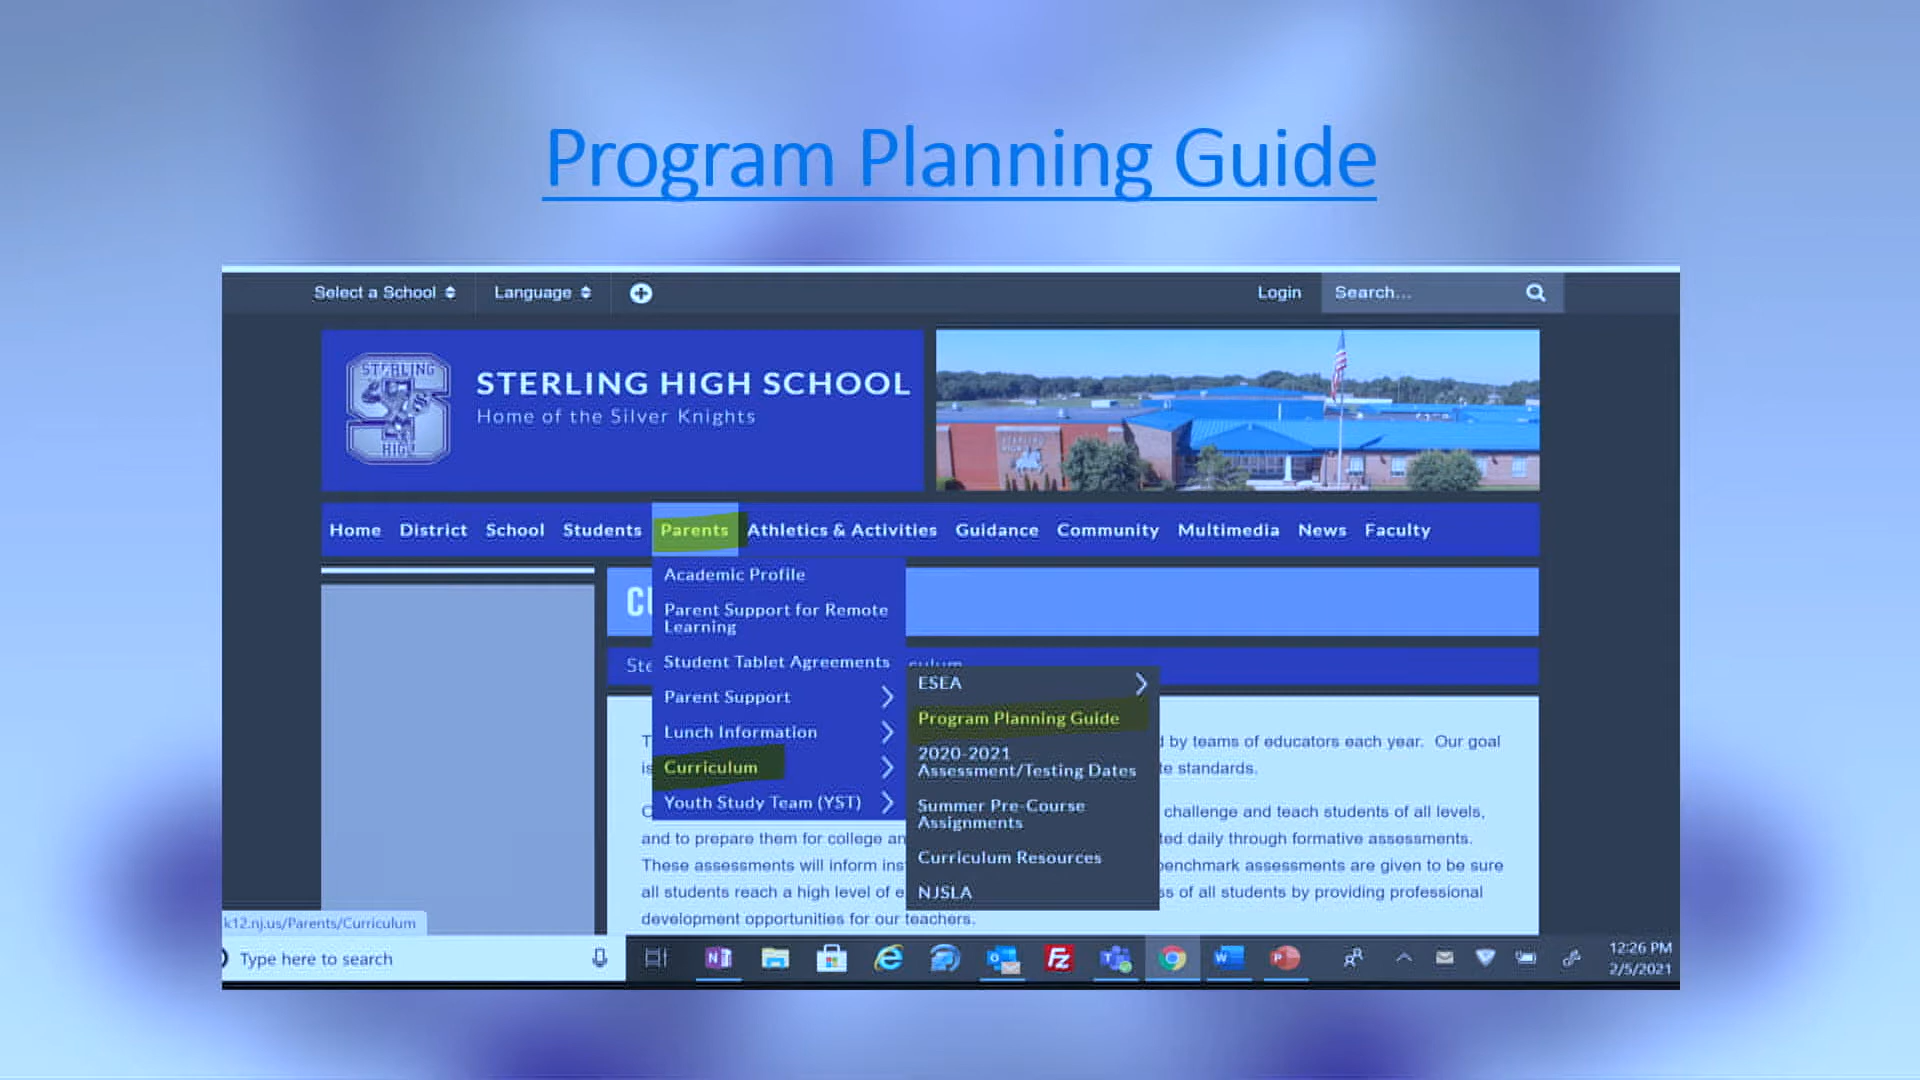 Program Planning Guide
Select a School
Language
Login
Search...
STERLING
HIGH
STERLING HIGH SCHOOL
Home of the Silver Knights
Home District School Students Parents Athletics & Activities Guidance Community Multimedia News Faculty
Academic Profile
Parent Support for Remote
Learning
Student Tablet Agreements
Parent Support
Lunch Information
Curriculum
Youth Study Team (YST)
ESEA
Program Planning Guide
2020-2021
Assessment/Testing Dates
Summer Pre-Course
Assignments
Curriculum Resources
NJSLA
by teams of educators each year. Our goal
standards.
challenge and teach students of all levels,
and to prepare them for college
daily through formative assessments.
These assessments will inform
benchmark assessments are given to be sure
all students reach a high level of
of all students by providing professional
development opportunities for our teachers.
k12.nj.us/Parents/Curriculum
Type here to search
12:26 PM
2/5/2021